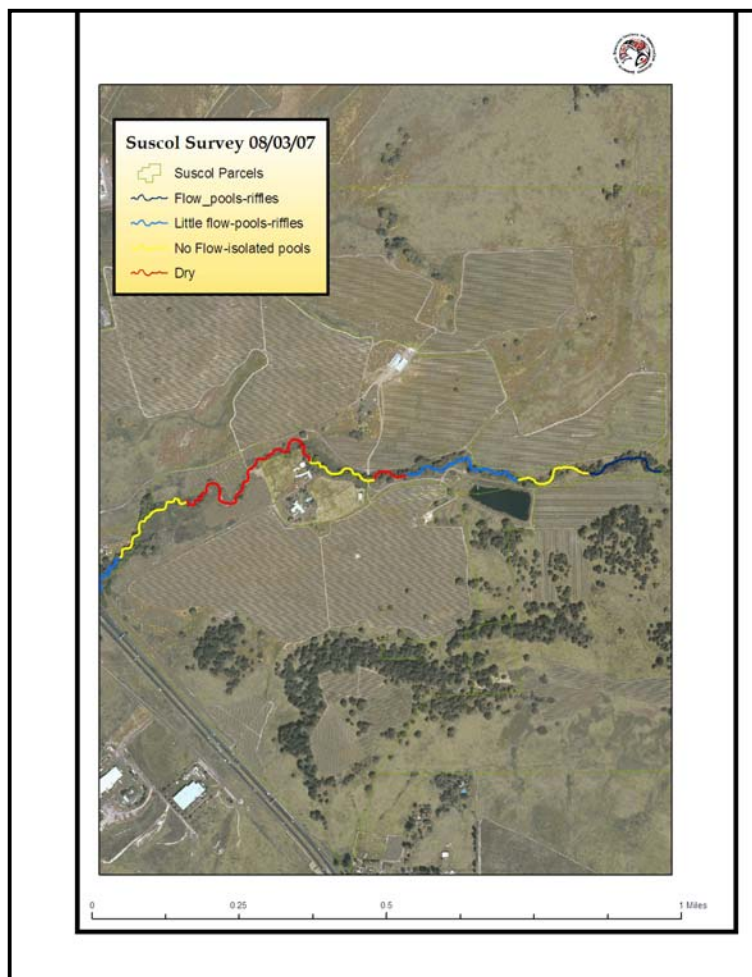 Suscol Survey 08/03/07
Suscol Parcels
Flow_pools-riffles
Little flow-pools-riffles
No Flow-isolated pools
Dry
0 0.25 0.5 1 Miles